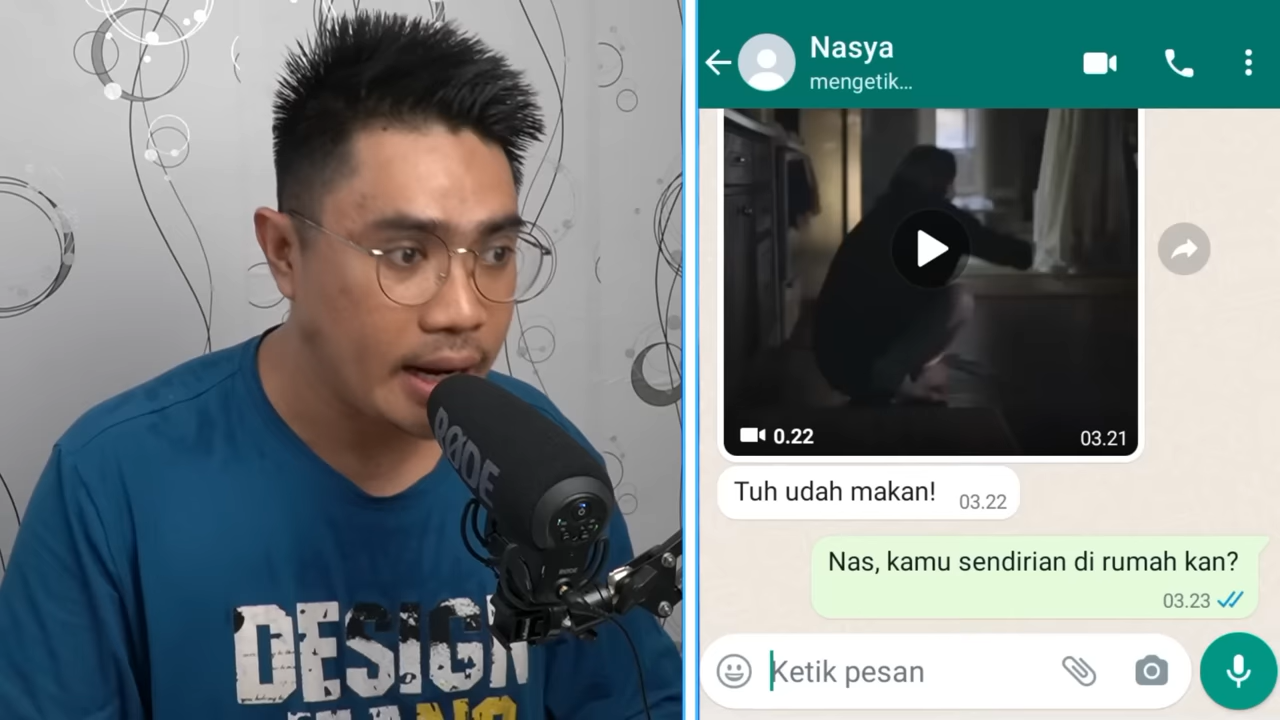 RØDE
DESIGN
Nasya
mengetik...
0.22
03.21
Tuh udah makan!
03.22
Nas, kamu sendirian di rumah kan?
03.23
Ketik pesan